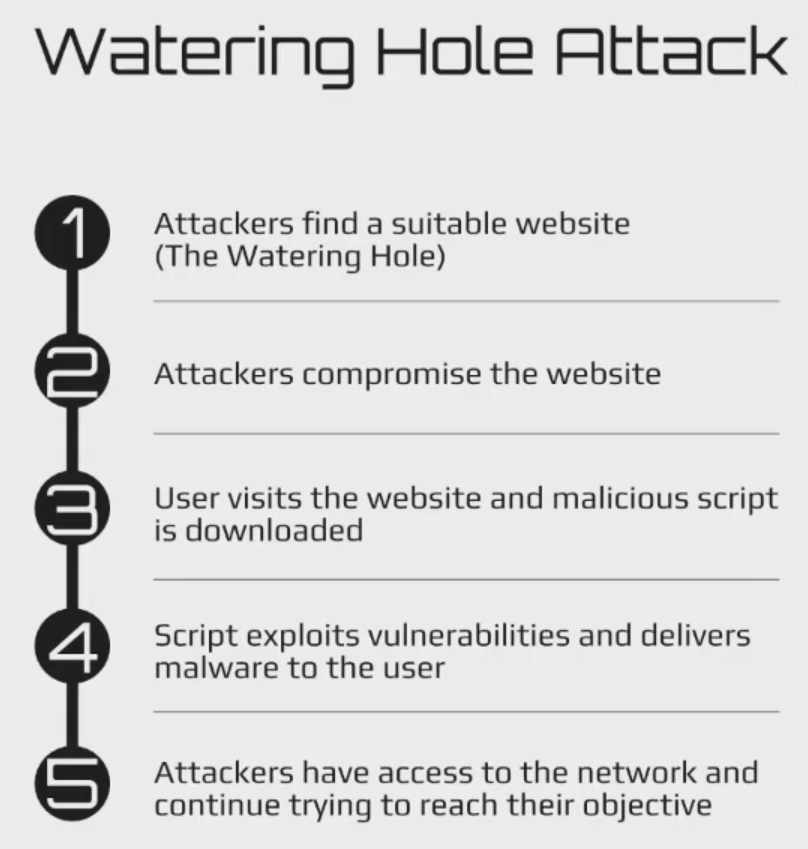 Watering Hole Attack
1
Attackers find a suitable website
(The Watering Hole)
2
Attackers compromise the website
3
User visits the website and malicious script
is downloaded
4
Script exploits vulnerabilities and delivers
malware to the user
5
Attackers have access to the network and
continue trying to reach their objective